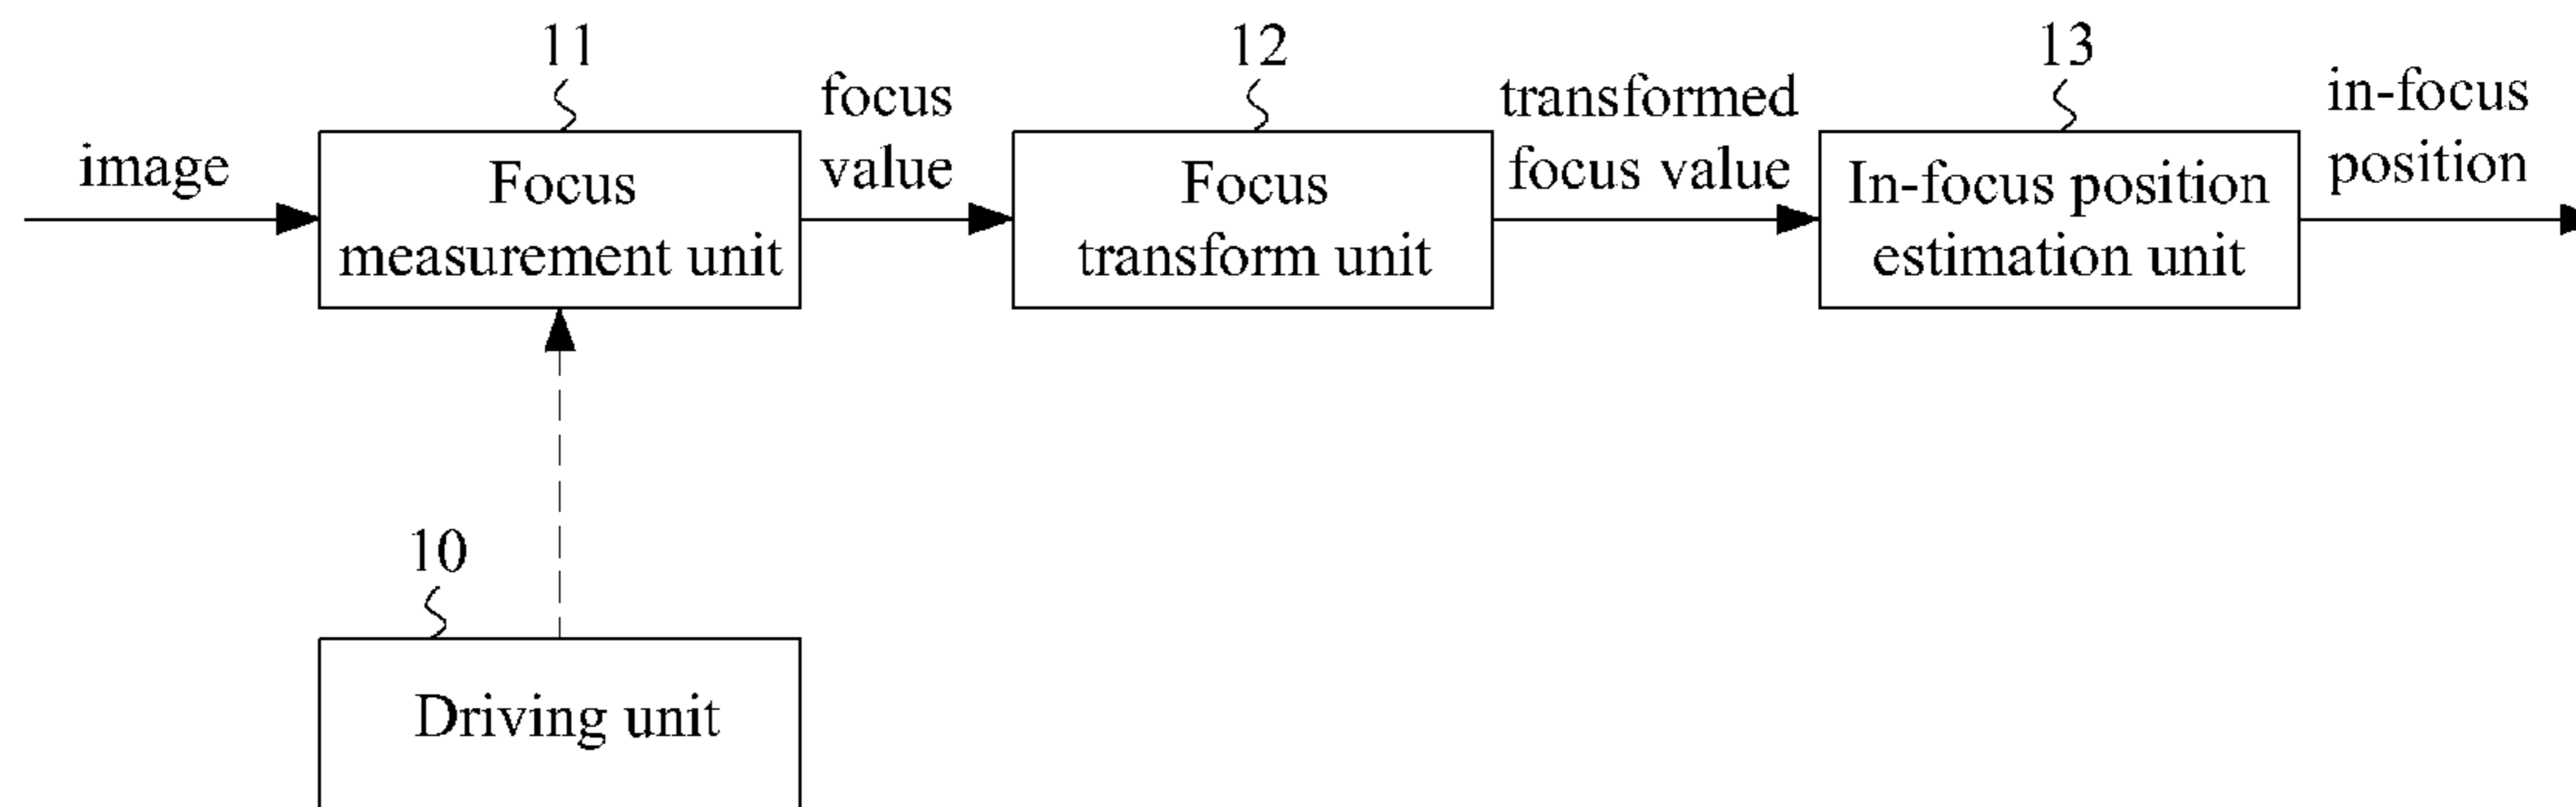 11
12
13
image
Focus
measurement unit
focus
value
Focus
transform unit
transformed
focus value
In-focus position
estimation unit
in-focus
position
10
Driving unit